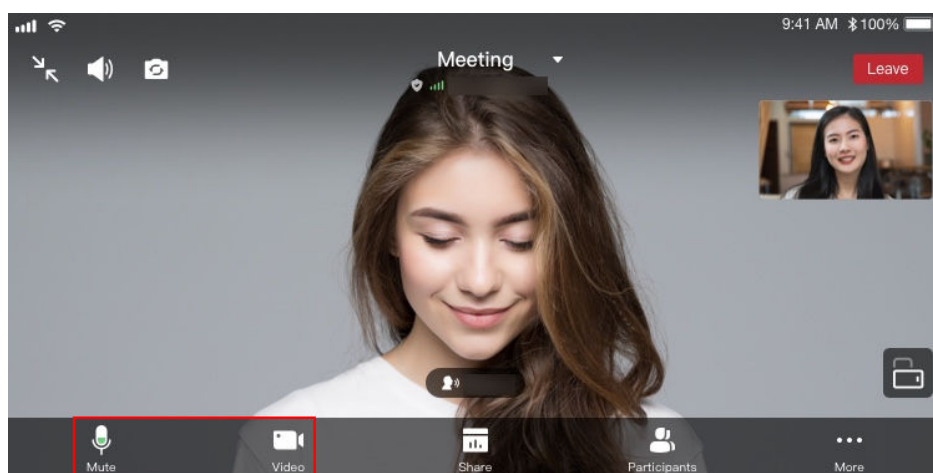 9:41 AM 100%
Meeting
Leave
Mute
Video
Share
Participants
More